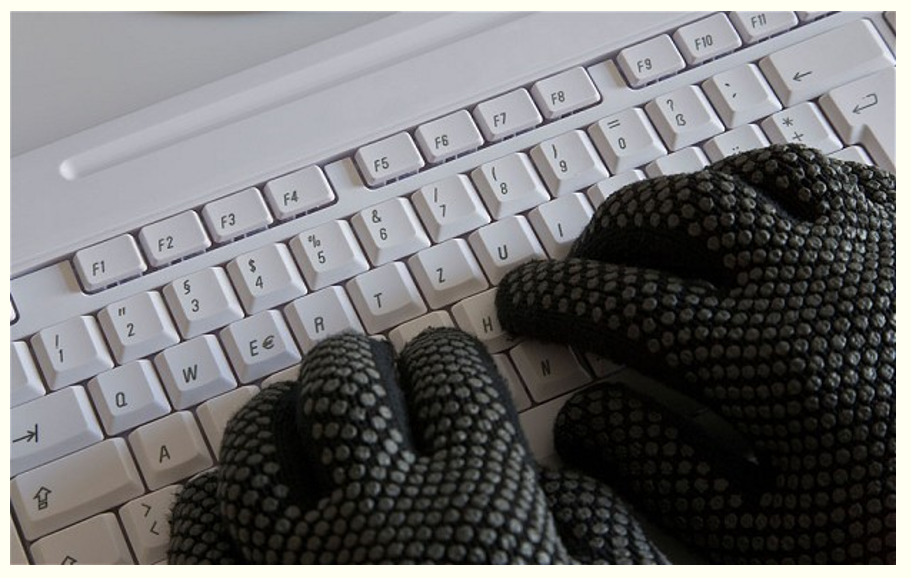 F1 F2 F3 F4 F5 F6 F7 F8 F9 F10 F11
! 1 " 2 § 3 $ 4 % 5 & 6 / 7 ( 8 ) 9 = 0 ? ß ` ´
Q W E € R T Z U I * +
A H
> < N